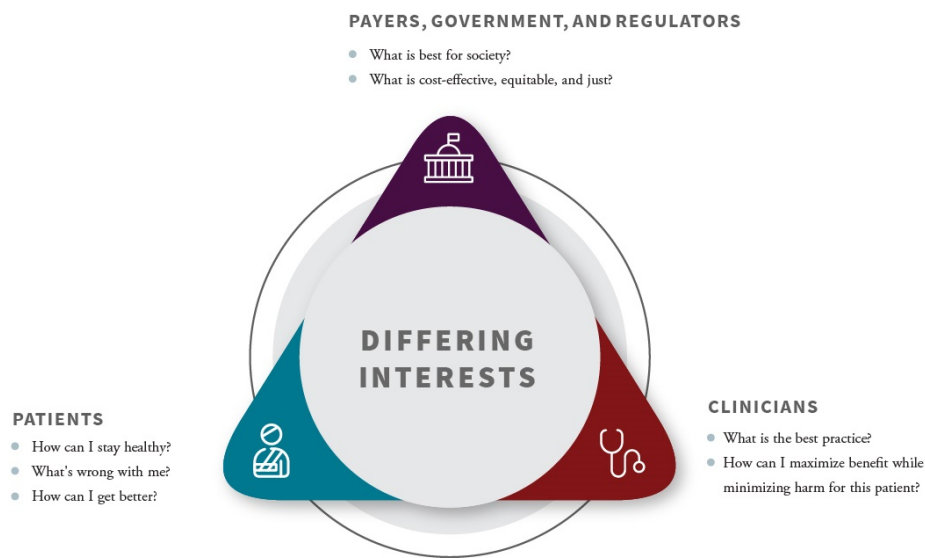 PAYERS, GOVERNMENT, AND REGULATORS
What is best for society?
What is cost-effective, equitable, and just?
DIFFERING
INTERESTS
PATIENTS
How can I stay healthy?
What's wrong with me?
How can I get better?
CLINICIANS
What is the best practice?
How can I maximize benefit while
minimizing harm for this patient?